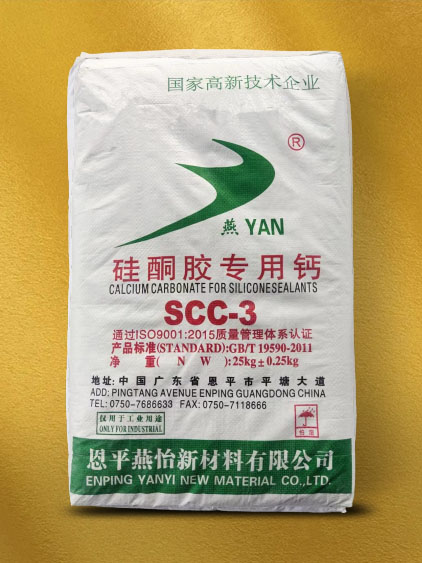 国家高新技术企业
®
燕 YAN
硅酮胶专用钙
CALCIUM CARBONATE FOR SILICONESEALANTS
SCC-3
通过ISO9001:2015质量管理体系认证
产品标准(STANDARD):GB/T 19590-2011
净 重( N W ):25kg±0.25kg
地址:中国广东省恩平市平塘大道
ADD: PINGTANG AVENUE ENPING GUANGDONG CHINA
TEL: 0750-7686633 FAX: 0750-7118666
仅用于工业用途
ONLY FOR INDUSTRIAL
恩平燕怡新材料有限公司
ENPING YANYI NEW MATERIAL CO.,LTD.